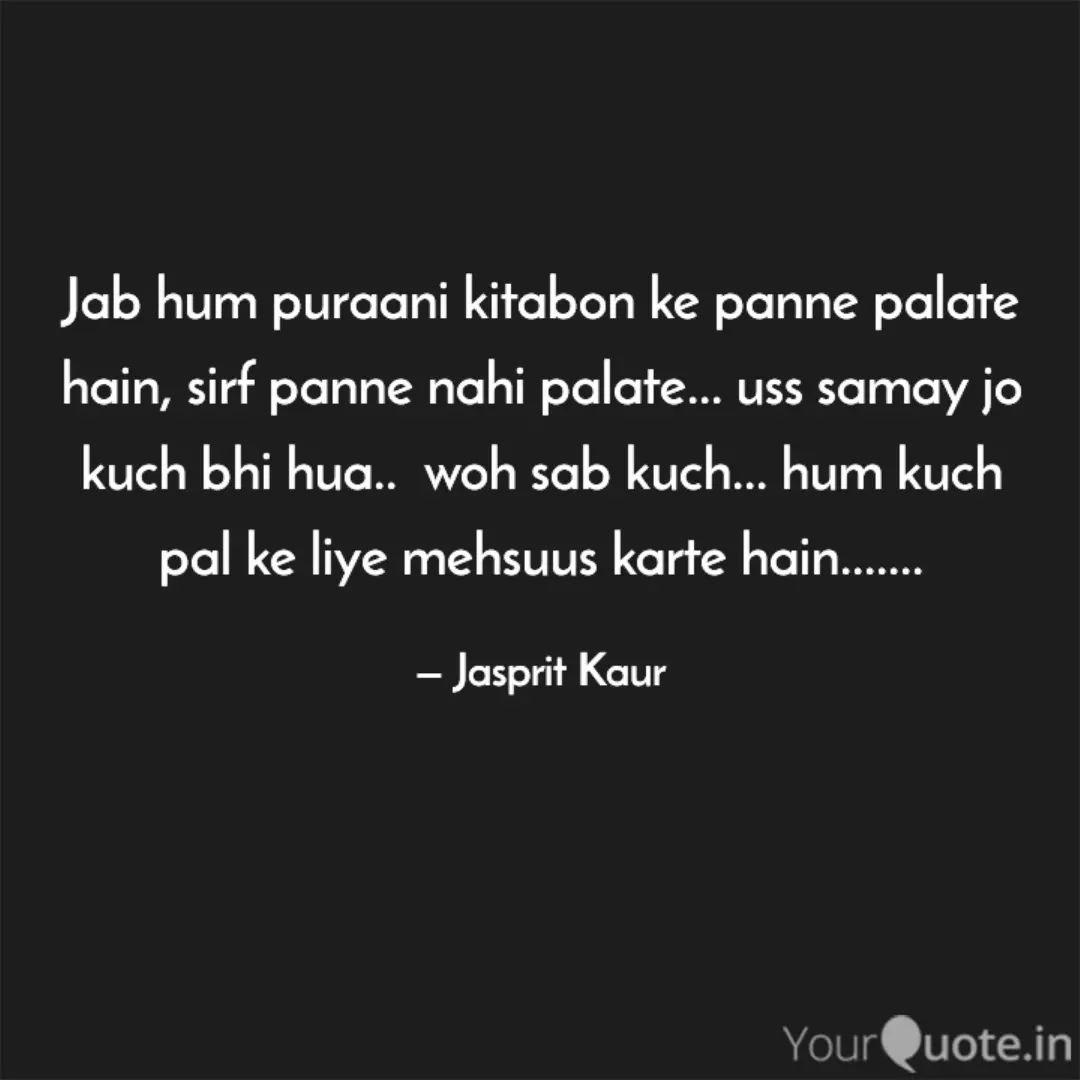 Jab hum puraani kitabon ke panne palate
hain, sirf panne nahi palate... uss samay jo
kuch bhi hua..  woh sab kuch... hum kuch
pal ke liye mehsuus karte hain.......
– Jasprit Kaur
YourQuote.in